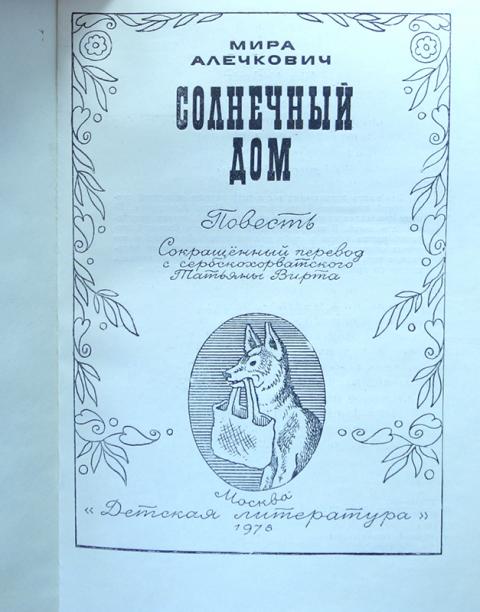 МИРА
АЛЕЧКОВИЧ
СОЛНЕЧНЫЙ
ДОМ
Повесть
Сокращённый перевод
с сербскохорватского
Татьяны Вирта
Москва
„Детская литература"
1978